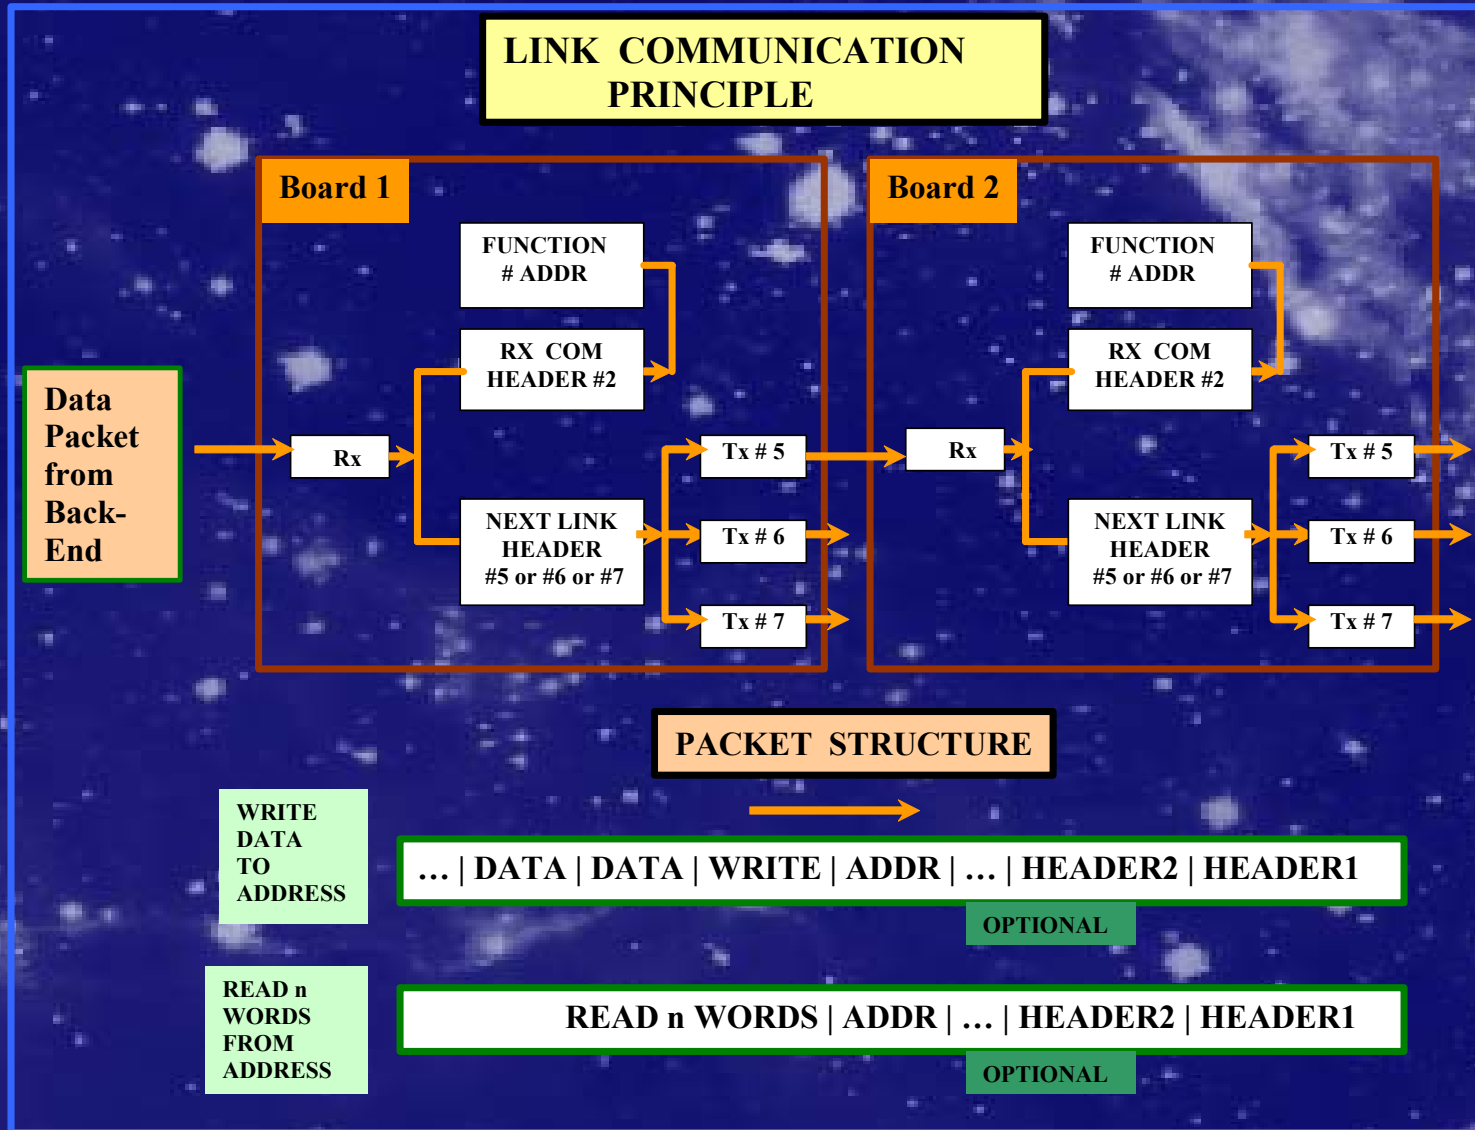 LINK COMMUNICATION
PRINCIPLE
Board 1
FUNCTION
# ADDR
RX COM
HEADER #2
Data
Packet
from
Back-
End
Rx
NEXT LINK
HEADER
#5 or #6 or #7
Tx # 5
Tx # 6
Tx # 7
Board 2
FUNCTION
# ADDR
RX COM
HEADER #2
Rx
NEXT LINK
HEADER
#5 or #6 or #7
Tx # 5
Tx # 6
Tx # 7
PACKET STRUCTURE
WRITE
DATA
TO
ADDRESS
… | DATA | DATA | WRITE | ADDR | … | HEADER2 | HEADER1
OPTIONAL
READ n
WORDS
FROM
ADDRESS
READ n WORDS | ADDR | … | HEADER2 | HEADER1
OPTIONAL